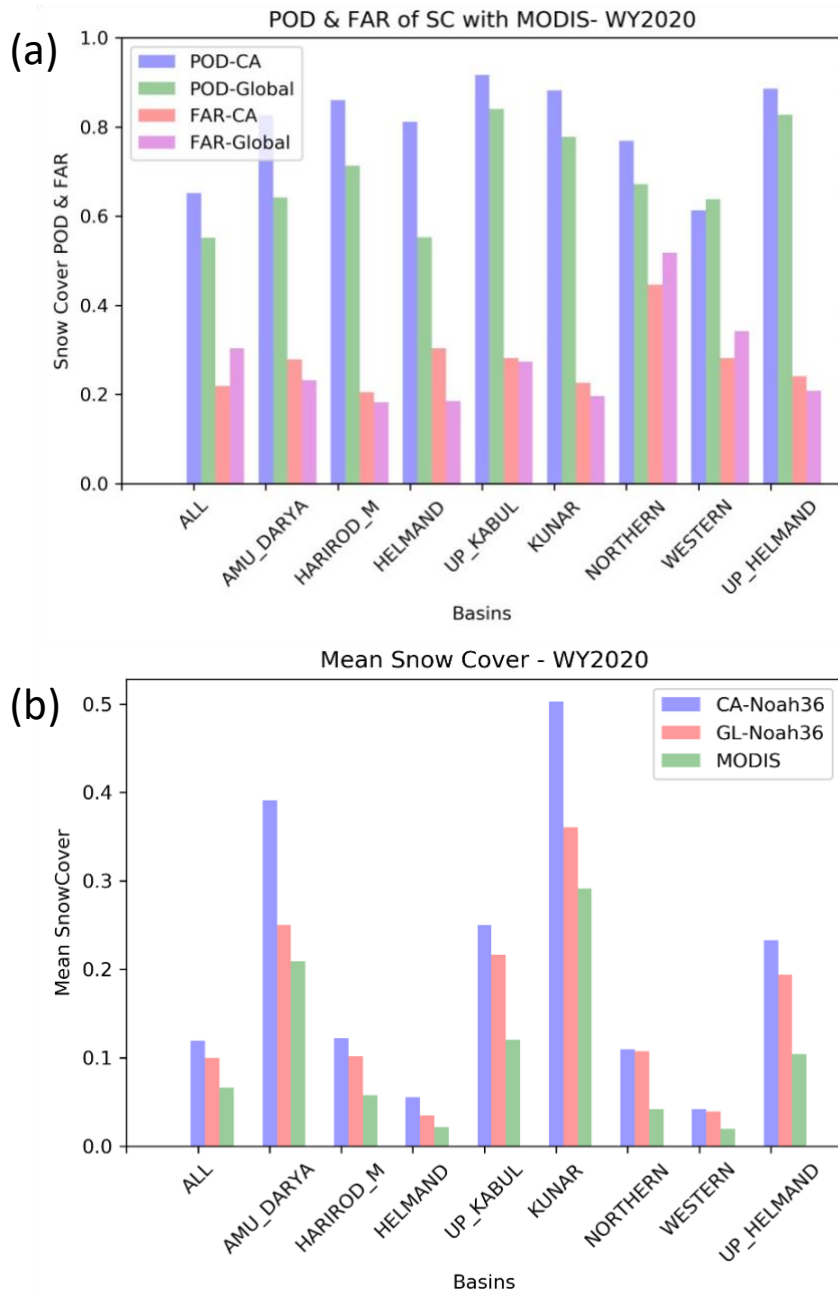 (a)
POD & FAR of SC with MODIS- WY2020
1.0
0.8
0.6
0.4
0.2
0.0
Snow Cover POD & FAR
POD-CA
POD-Global
FAR-CA
FAR-Global
ALL
AMU_DARYA
HARIROD_M
HELMAND
UP_KABUL
KUNAR
NORTHERN
WESTERN
UP_HELMAND
Basins
(b)
Mean Snow Cover - WY2020
0.5
0.4
0.3
0.2
0.1
0.0
Mean SnowCover
CA-Noah36
GL-Noah36
MODIS
ALL
AMU_DARYA
HARIROD_M
HELMAND
UP_KABUL
KUNAR
NORTHERN
WESTERN
UP_HELMAND
Basins